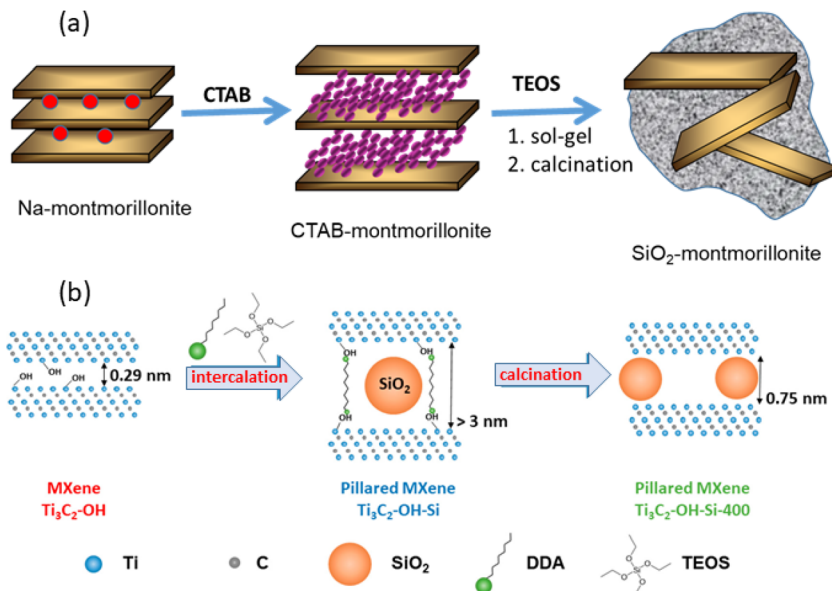 (a)
CTAB
TEOS
1. sol-gel
2. calcination
Na-montmorillonite
CTAB-montmorillonite
SiO₂-montmorillonite
(b)
OH
OH
OH
0.29 nm
intercalation
OH
OH
SiO₂
OH
OH
> 3 nm
calcination
0.75 nm
MXene
Ti₃C₂-OH
Pillared MXene
Ti₃C₂-OH-Si
Pillared MXene
Ti₃C₂-OH-Si-400
Ti
C
SiO₂
DDA
TEOS